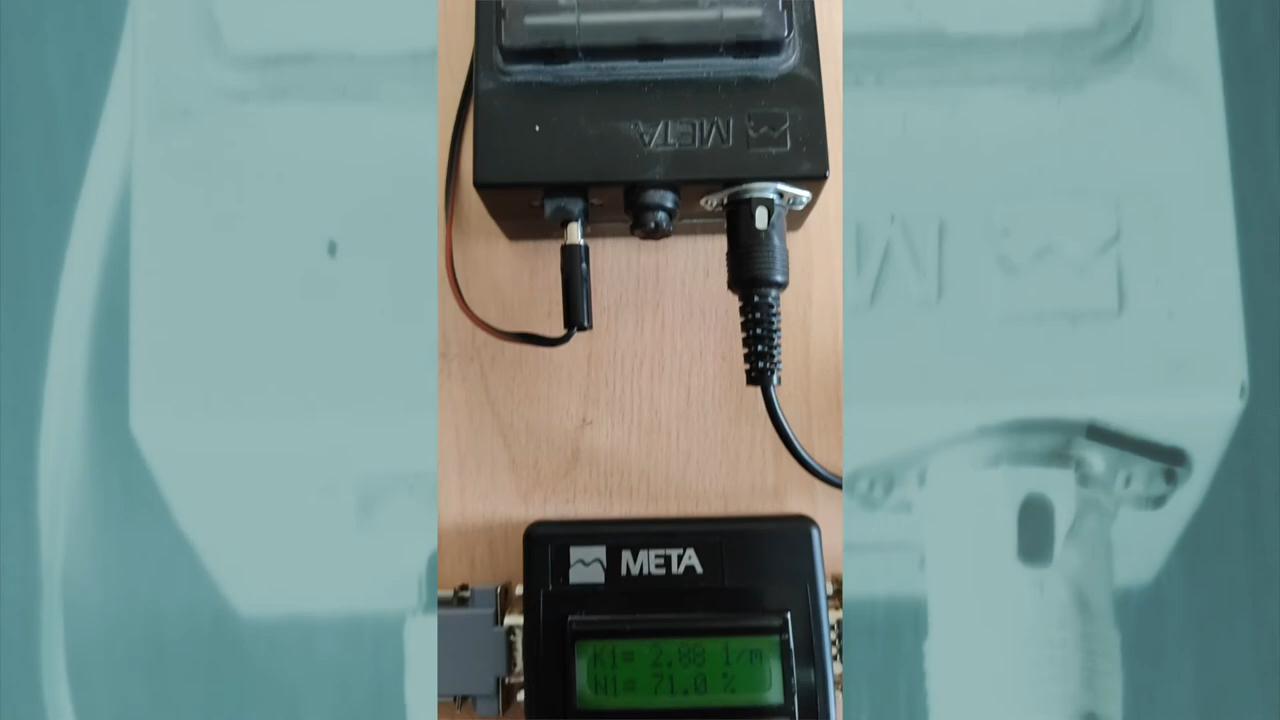 META
META
K1= 2.88 1/m
N1= 71.0 %